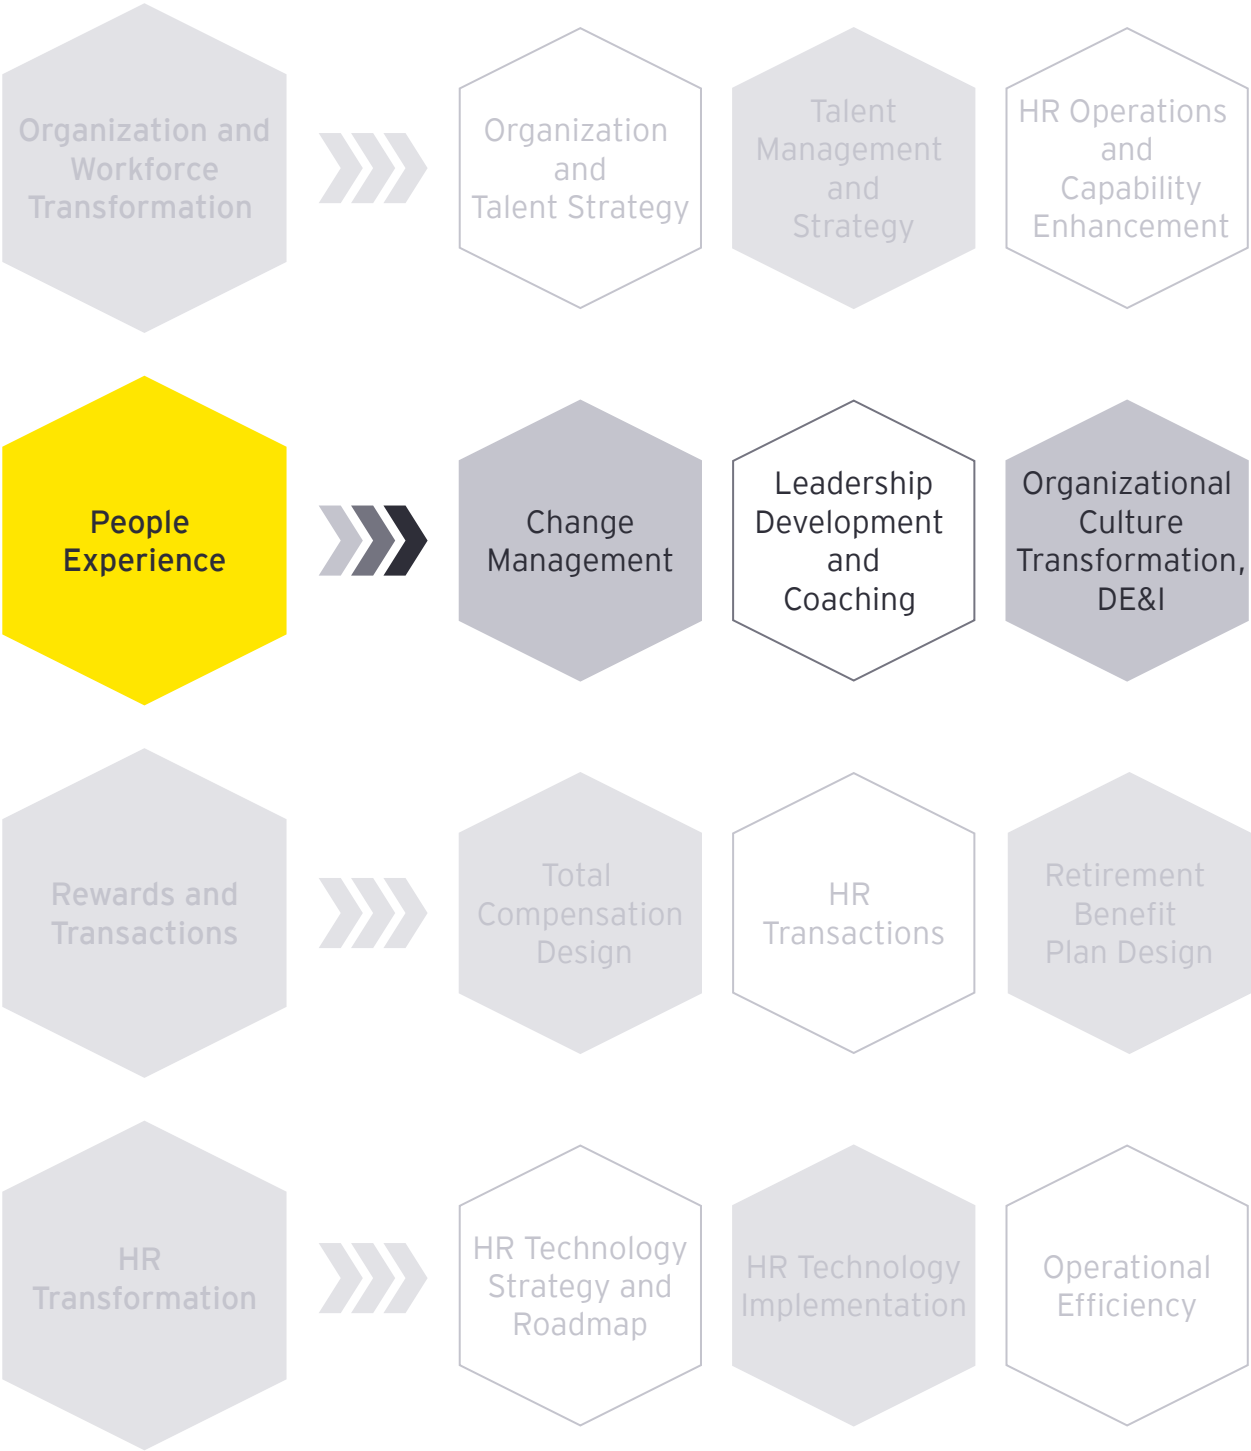 Organization and
Workforce
Transformation
Organization
and
Talent Strategy
Talent
Management
and
Strategy
HR Operations
and
Capability
Enhancement
People
Experience
Change
Management
Leadership
Development
and
Coaching
Organizational
Culture
Transformation,
DE&I
Rewards and
Transactions
Total
Compensation
Design
HR
Transactions
Retirement
Benefit
Plan Design
HR
Transformation
HR Technology
Strategy and
Roadmap
HR Technology
Implementation
Operational
Efficiency